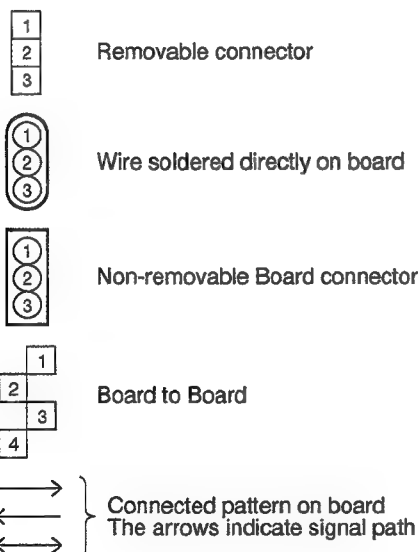 1
2
3
Removable connector
1
2
3
Wire soldered directly on board
1
2
3
Non-removable Board connector
1
2
3
4
Board to Board
Connected pattern on board
The arrows indicate signal path